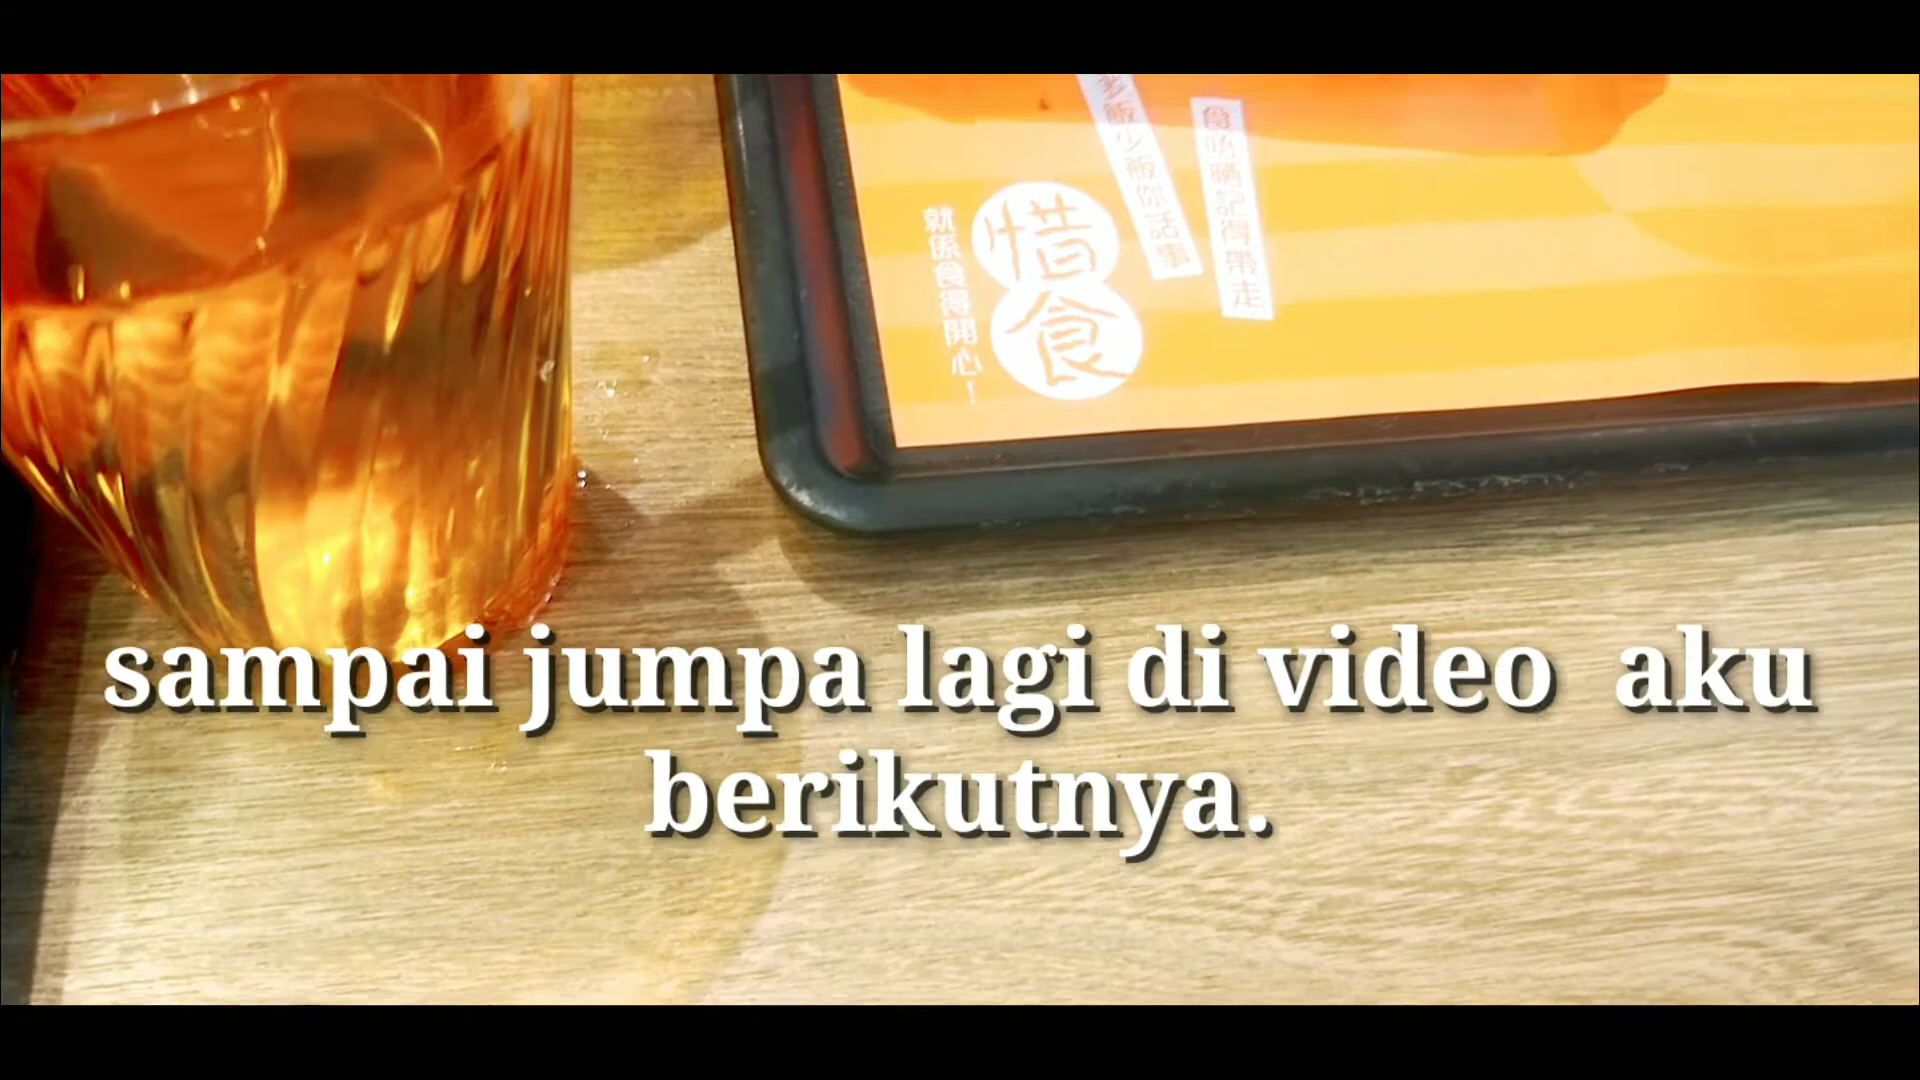 多飯少飯你話事
食唔晒記得帶走
惜食
就係食得開心！
sampai jumpa lagi di video aku
berikutnya.